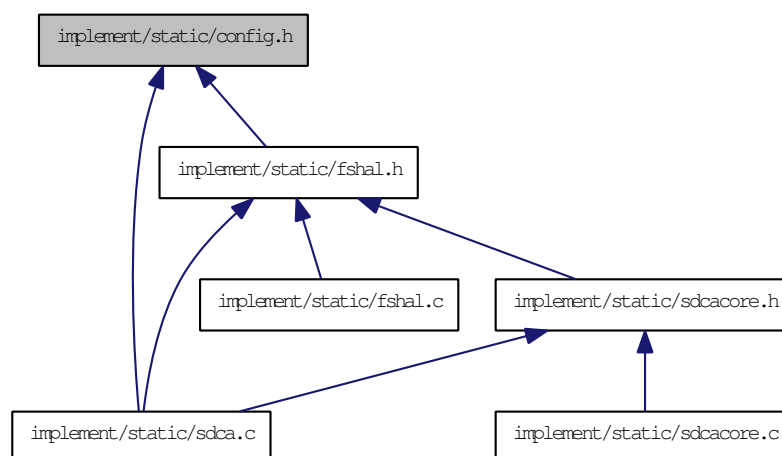 implement/static/config.h
implement/static/fshal.h
implement/static/fshal.c
implement/static/sdcacore.h
implement/static/sdca.c
implement/static/sdcacore.c